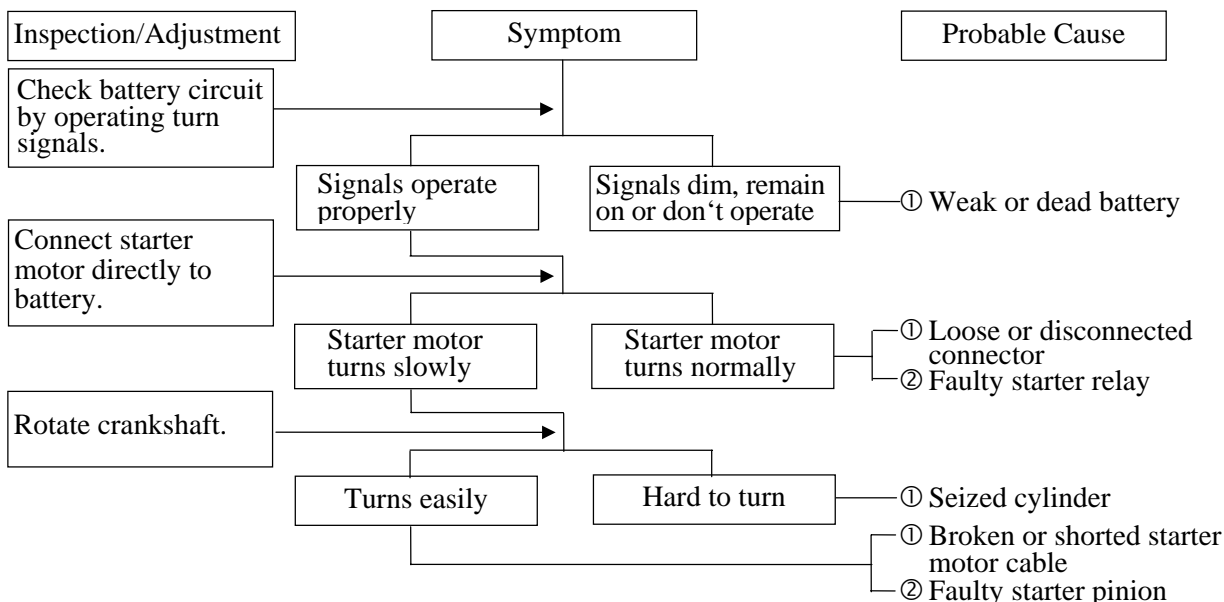 Inspection/Adjustment
Symptom
Probable Cause
Check battery circuit
by operating turn
signals.
Signals operate
properly
Signals dim, remain
on or don‘t operate
① Weak or dead battery
Connect starter
motor directly to
battery.
Starter motor
turns slowly
Starter motor
turns normally
① Loose or disconnected
connector
② Faulty starter relay
Rotate crankshaft.
Turns easily
Hard to turn
① Seized cylinder
① Broken or shorted starter
motor cable
② Faulty starter pinion